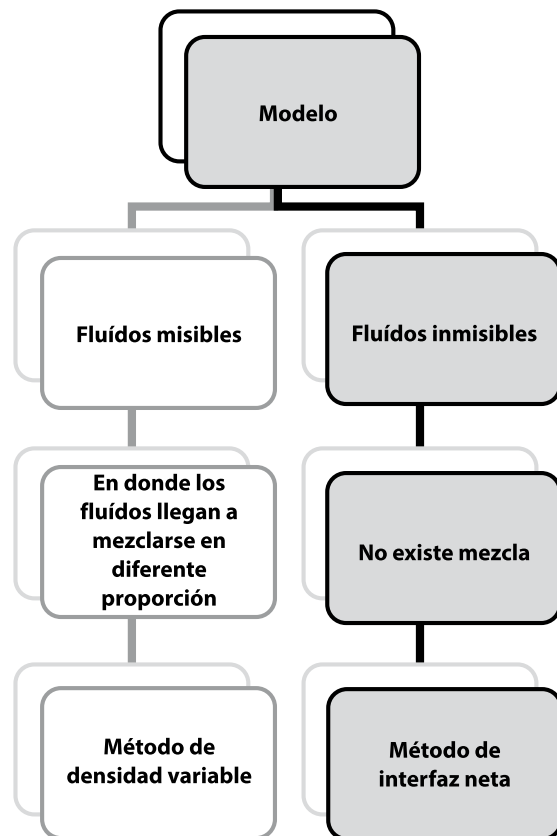 Modelo
Fluídos misibles
Fluídos inmisibles
En donde los
fluídos llegan a
mezclarse en
diferente
proporción
No existe mezcla
Método de
densidad variable
Método de
interfaz neta